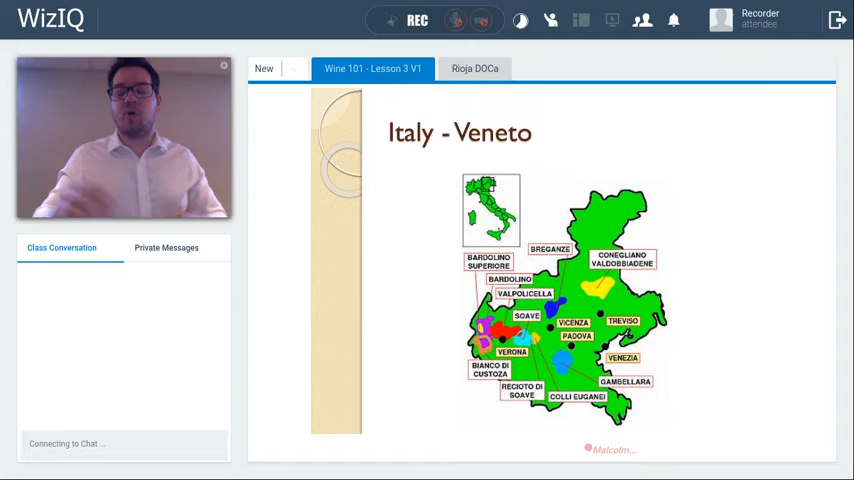 WizIQ
REC
Recorder
attendee
New
Wine 101 - Lesson 3 V1
Rioja DOCa
Italy - Veneto
BREGANZE
CONEGLIANO
VALDOBBIADENE
BARDOLINO
SUPERIORE
BARDOLINO
VALPOLICELLA
SOAVE
VICENZA
TREVISO
PADOVA
VERONA
VENEZIA
BIANCO DI
CUSTOZA
GAMBELLARA
RECIOTO DI
SOAVE
COLLI EUGANEI
Malcolm...
Class Conversation
Private Messages
Connecting to Chat ...